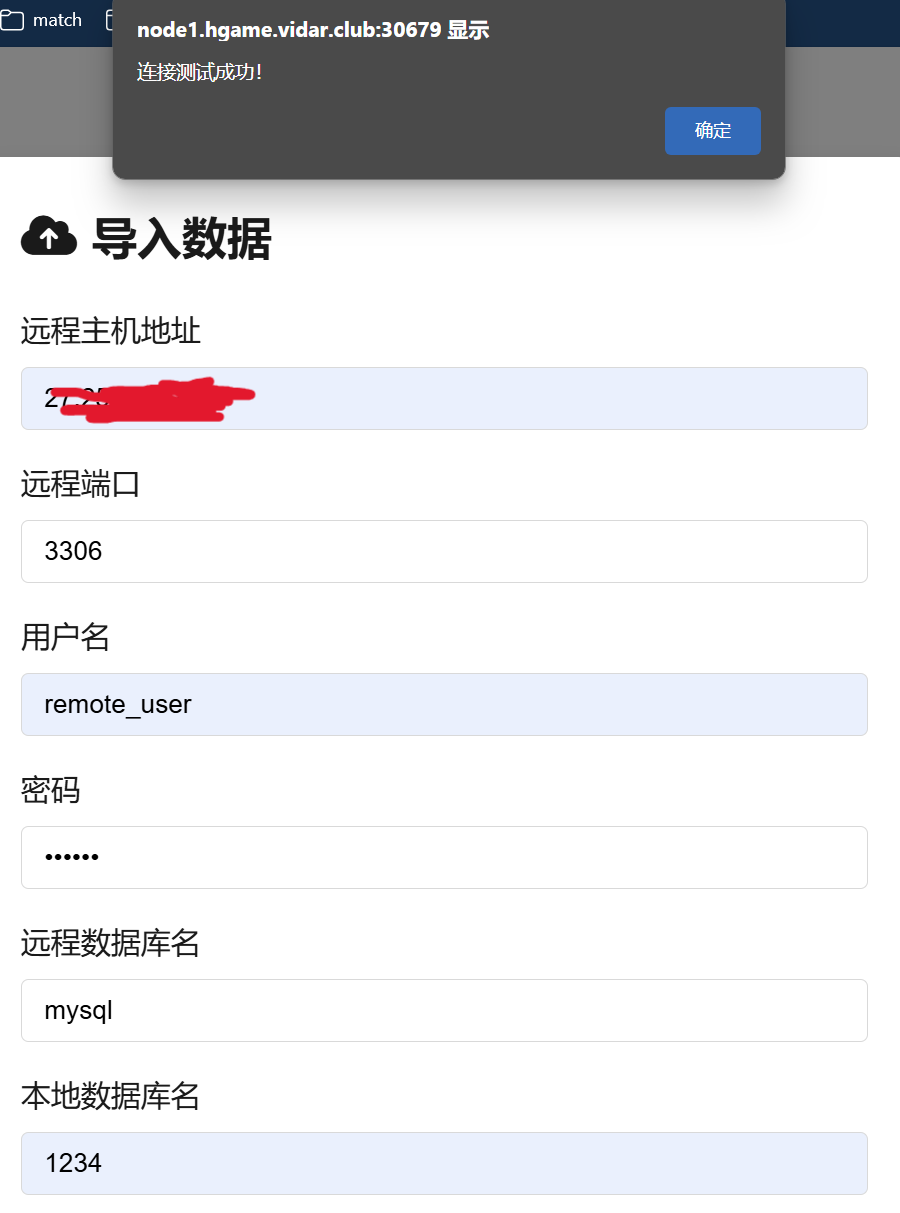 match
node1.hgame.vidar.club:30679 显示
连接测试成功!
确定
导入数据
远程主机地址
远程端口
3306
用户名
remote_user
密码
••••••
远程数据库名
mysql
本地数据库名
1234